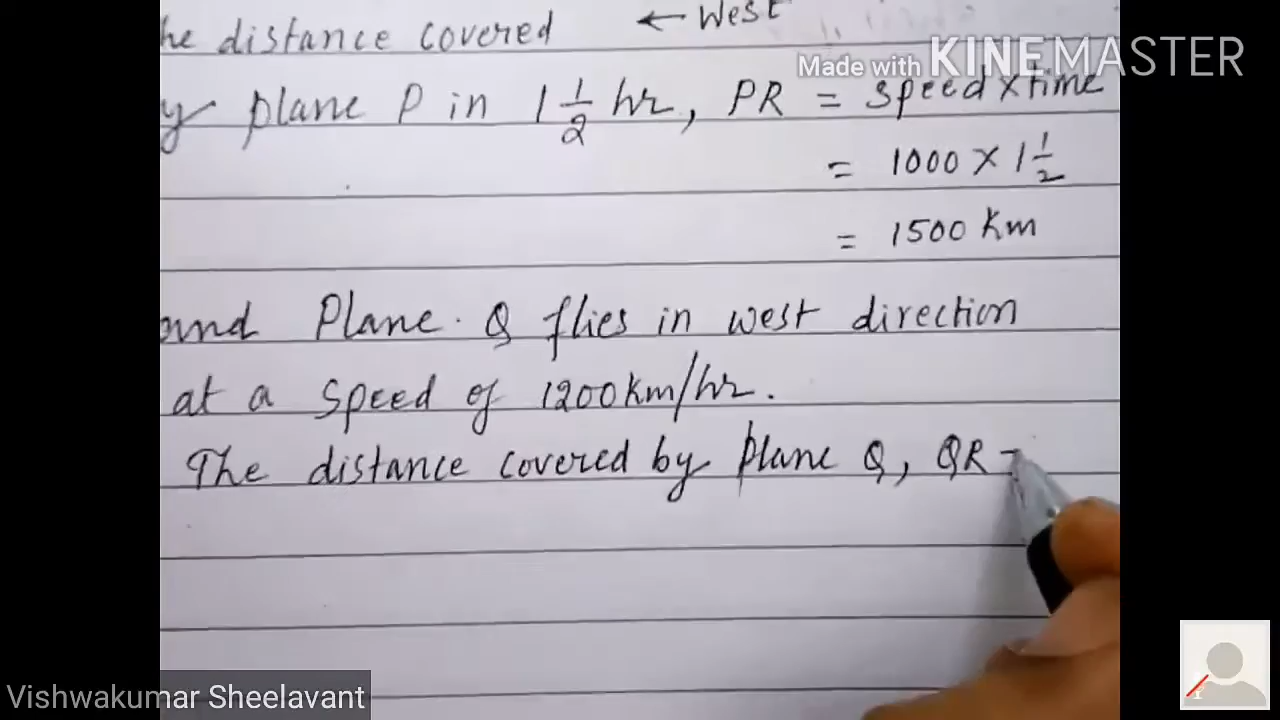 he distance covered ← West
Made with KINEMASTER
y plane P in 1 1/2 hr, PR = speed x time
= 1000 X 1 1/2
= 1500 Km
and Plane. Q flies in west direction
at a speed of 1200 km/hr.
The distance covered by plane Q, QR =
Vishwakumar Sheelavant